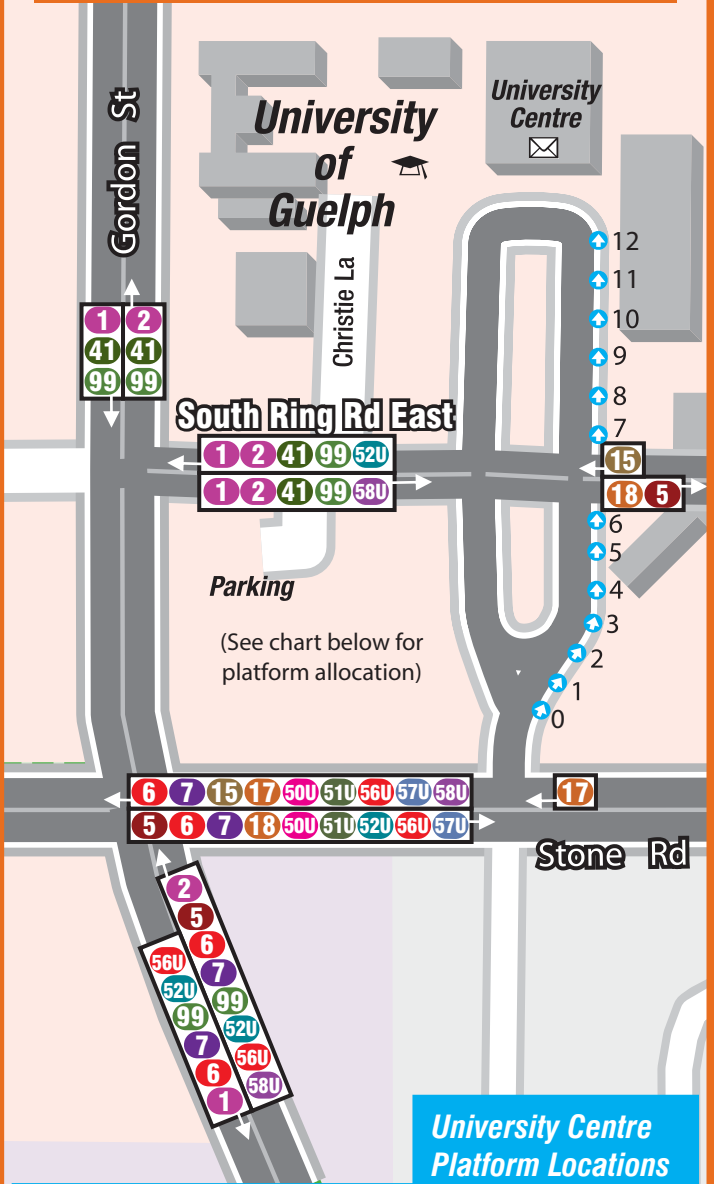 Gordon St
University
of
Guelph
University
Centre
12
11
10
9
8
7
6
5
4
3
2
1
0
Christie La
1 2
41 41
99 99
South Ring Rd East
1 2 41 99 52U
1 2 41 99 58U
15
18 5
Parking
(See chart below for
platform allocation)
6 7 15 17 50U 51U 56U 57U 58U
5 6 7 18 50U 51U 52U 56U 57U
17
Stone Rd
2
5
6
7
99
52U
56U
58U
56U
52U
99
7
6
1
University Centre
Platform Locations